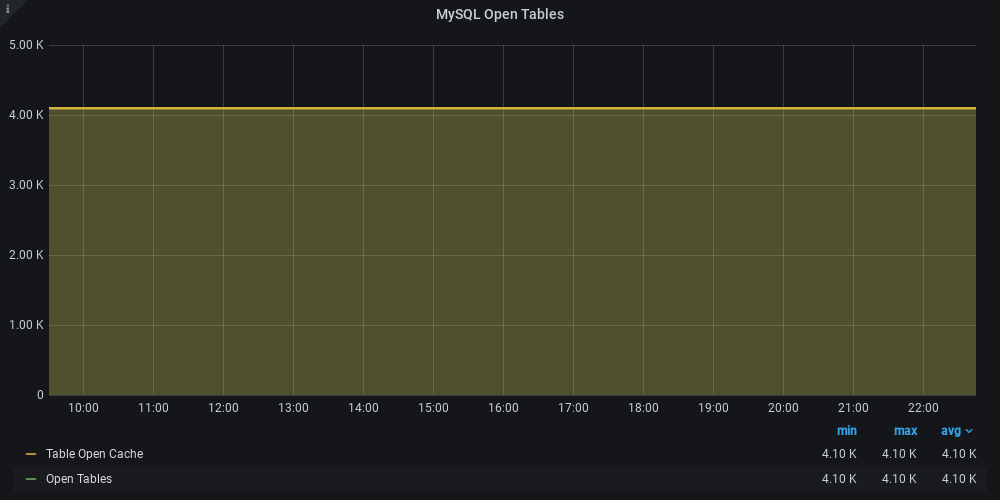 i
MySQL Open Tables
5.00 K
4.00 K
3.00 K
2.00 K
1.00 K
0
10:00 11:00 12:00 13:00 14:00 15:00 16:00 17:00 18:00 19:00 20:00 21:00 22:00
min max avg
Table Open Cache 4.10 K 4.10 K 4.10 K
Open Tables 4.10 K 4.10 K 4.10 K